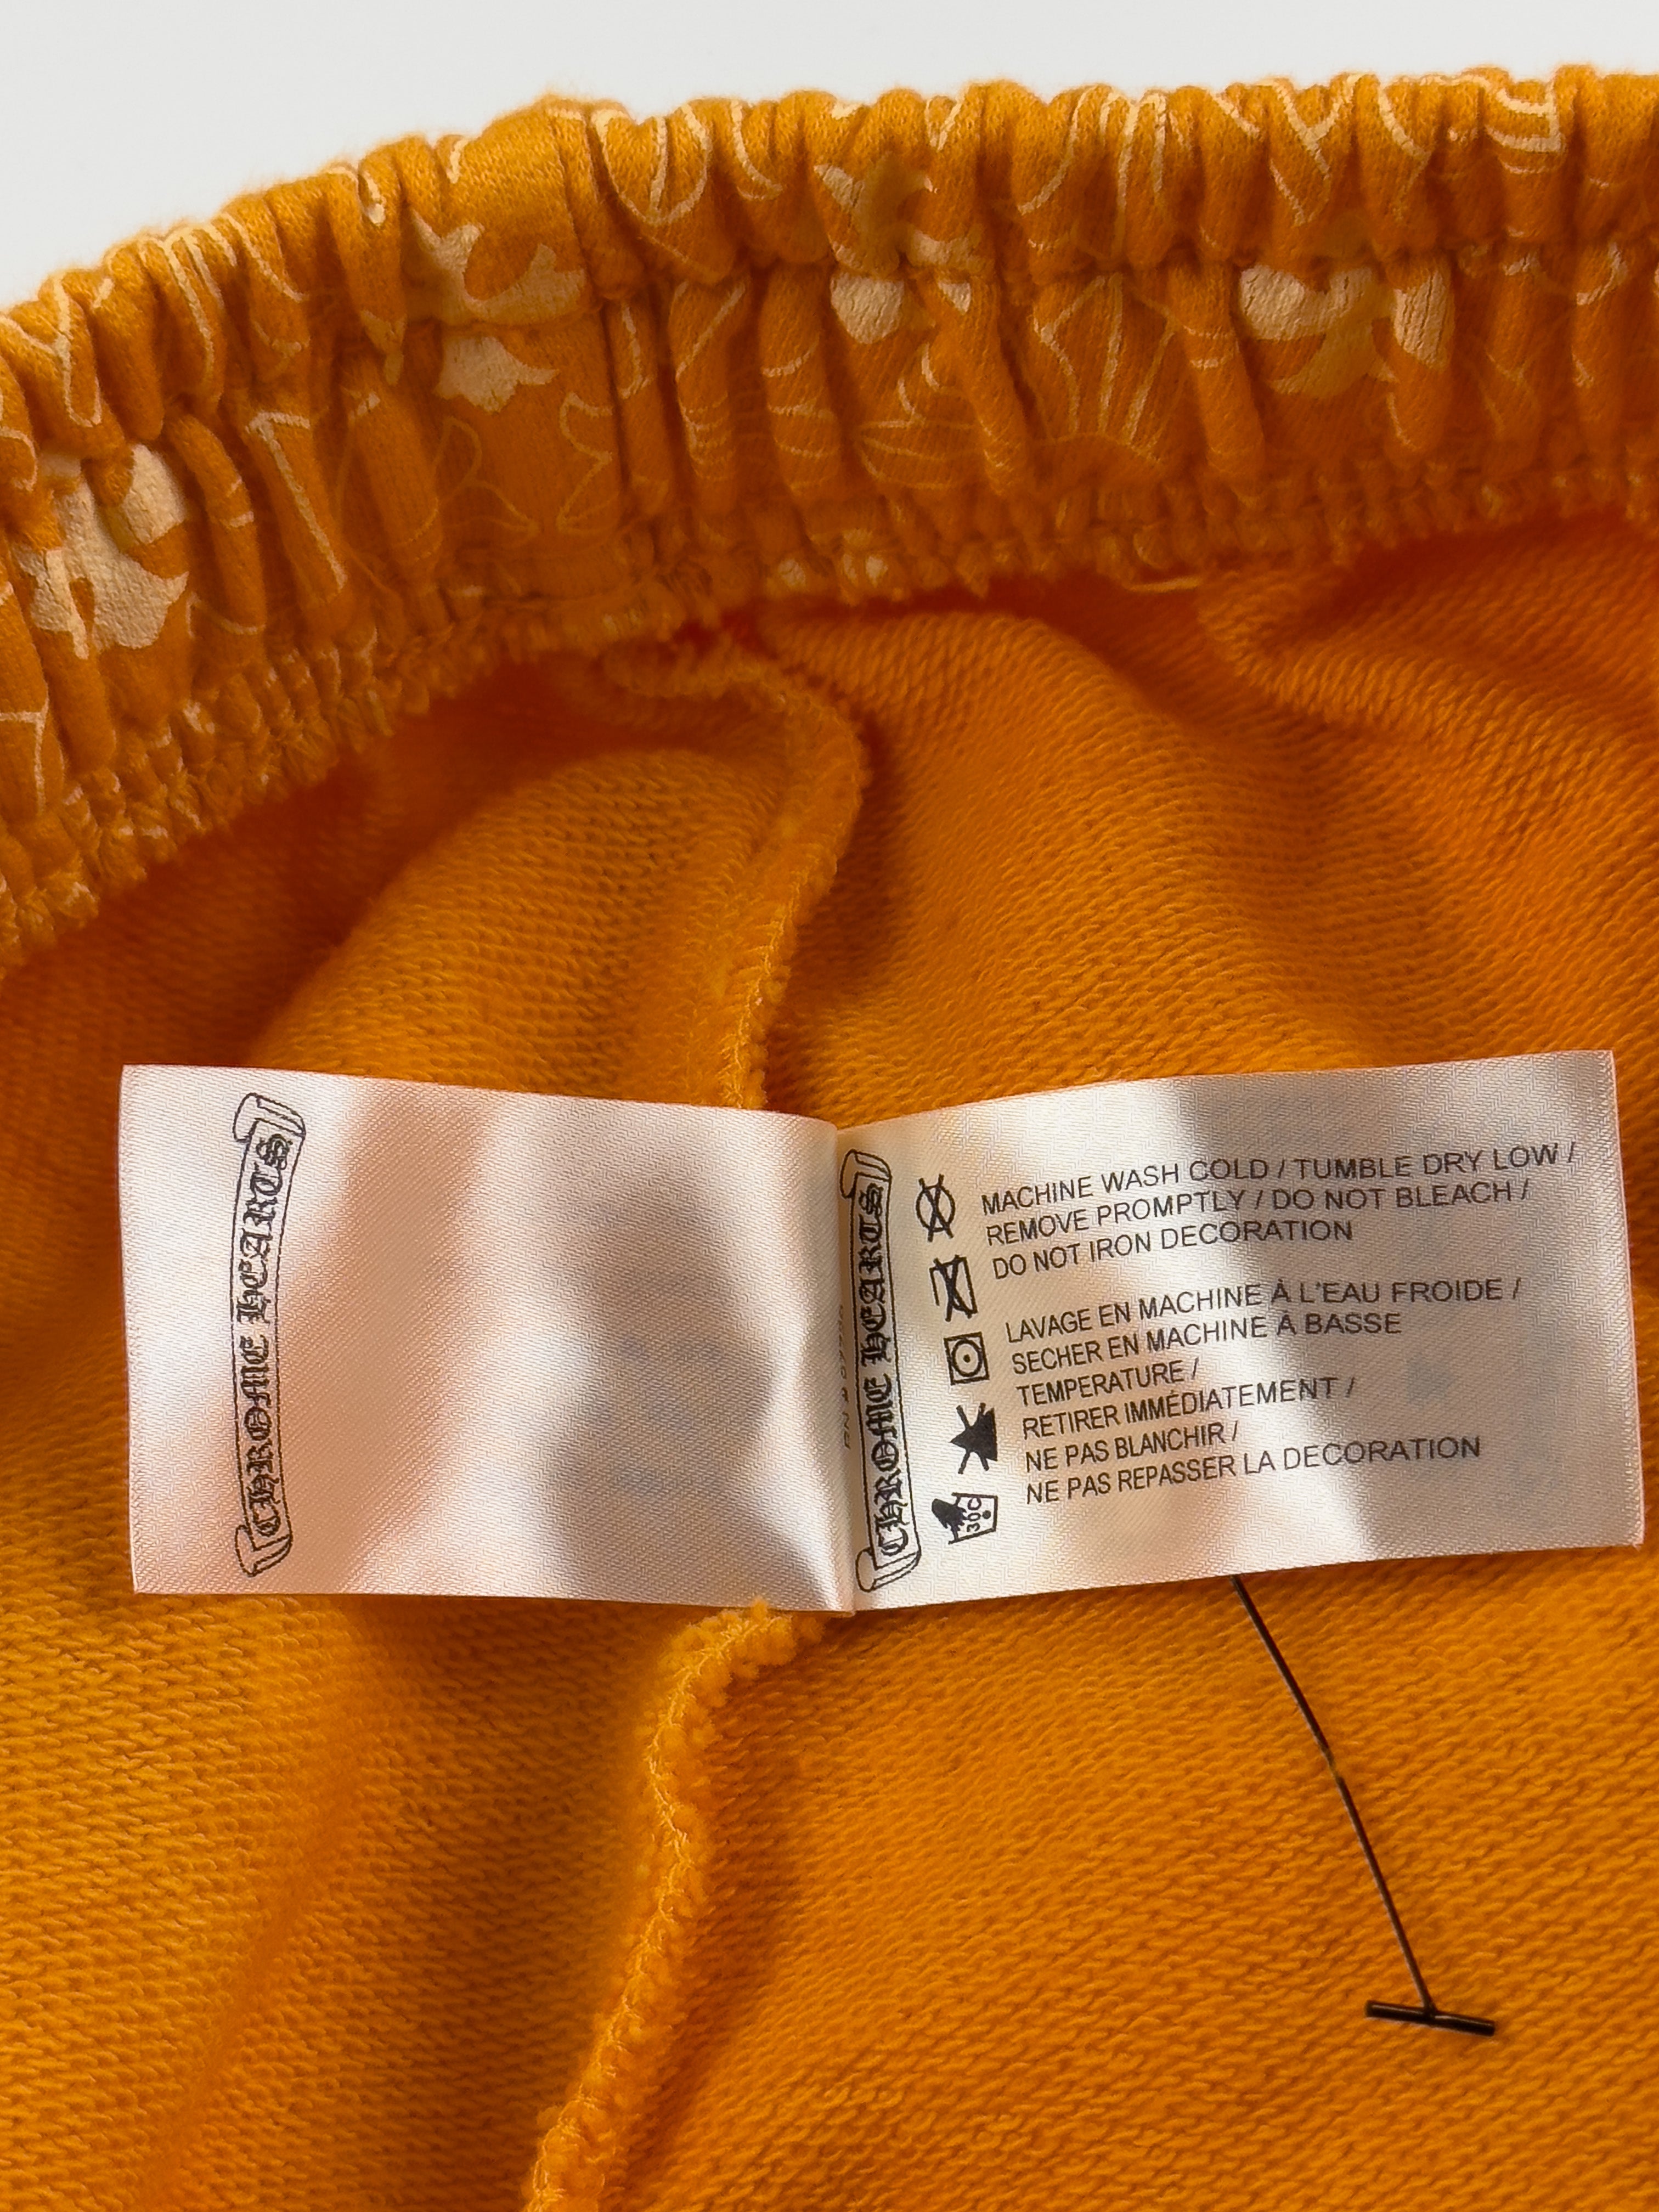 CHROME HEARTS
CHROME HEARTS
MACHINE WASH COLD / TUMBLE DRY LOW /
REMOVE PROMPTLY / DO NOT BLEACH /
DO NOT IRON DECORATION
LAVAGE EN MACHINE À L'EAU FROIDE /
SECHER EN MACHINE À BASSE
TEMPERATURE /
RETIRER IMMÉDIATEMENT /
NE PAS BLANCHIR /
NE PAS REPASSER LA DECORATION
30C